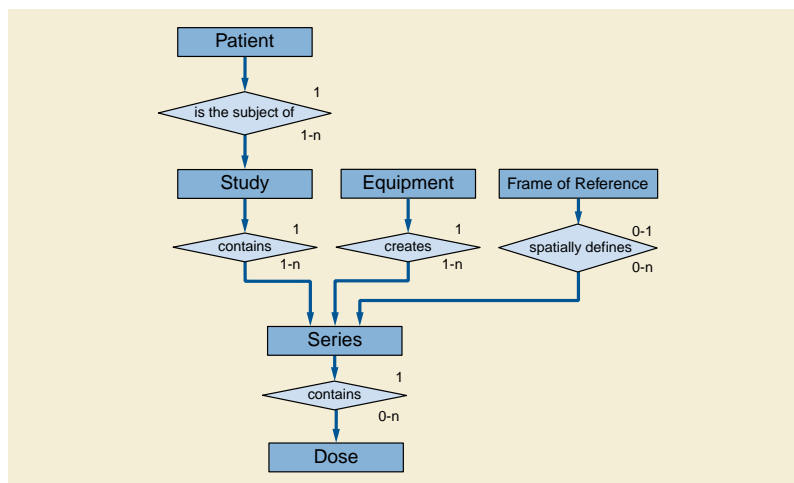 Patient
1
is the subject of
1-n
Study
Equipment
Frame of Reference
1
contains
1-n
1
creates
1-n
0-1
spatially defines
0-n
Series
1
contains
0-n
Dose